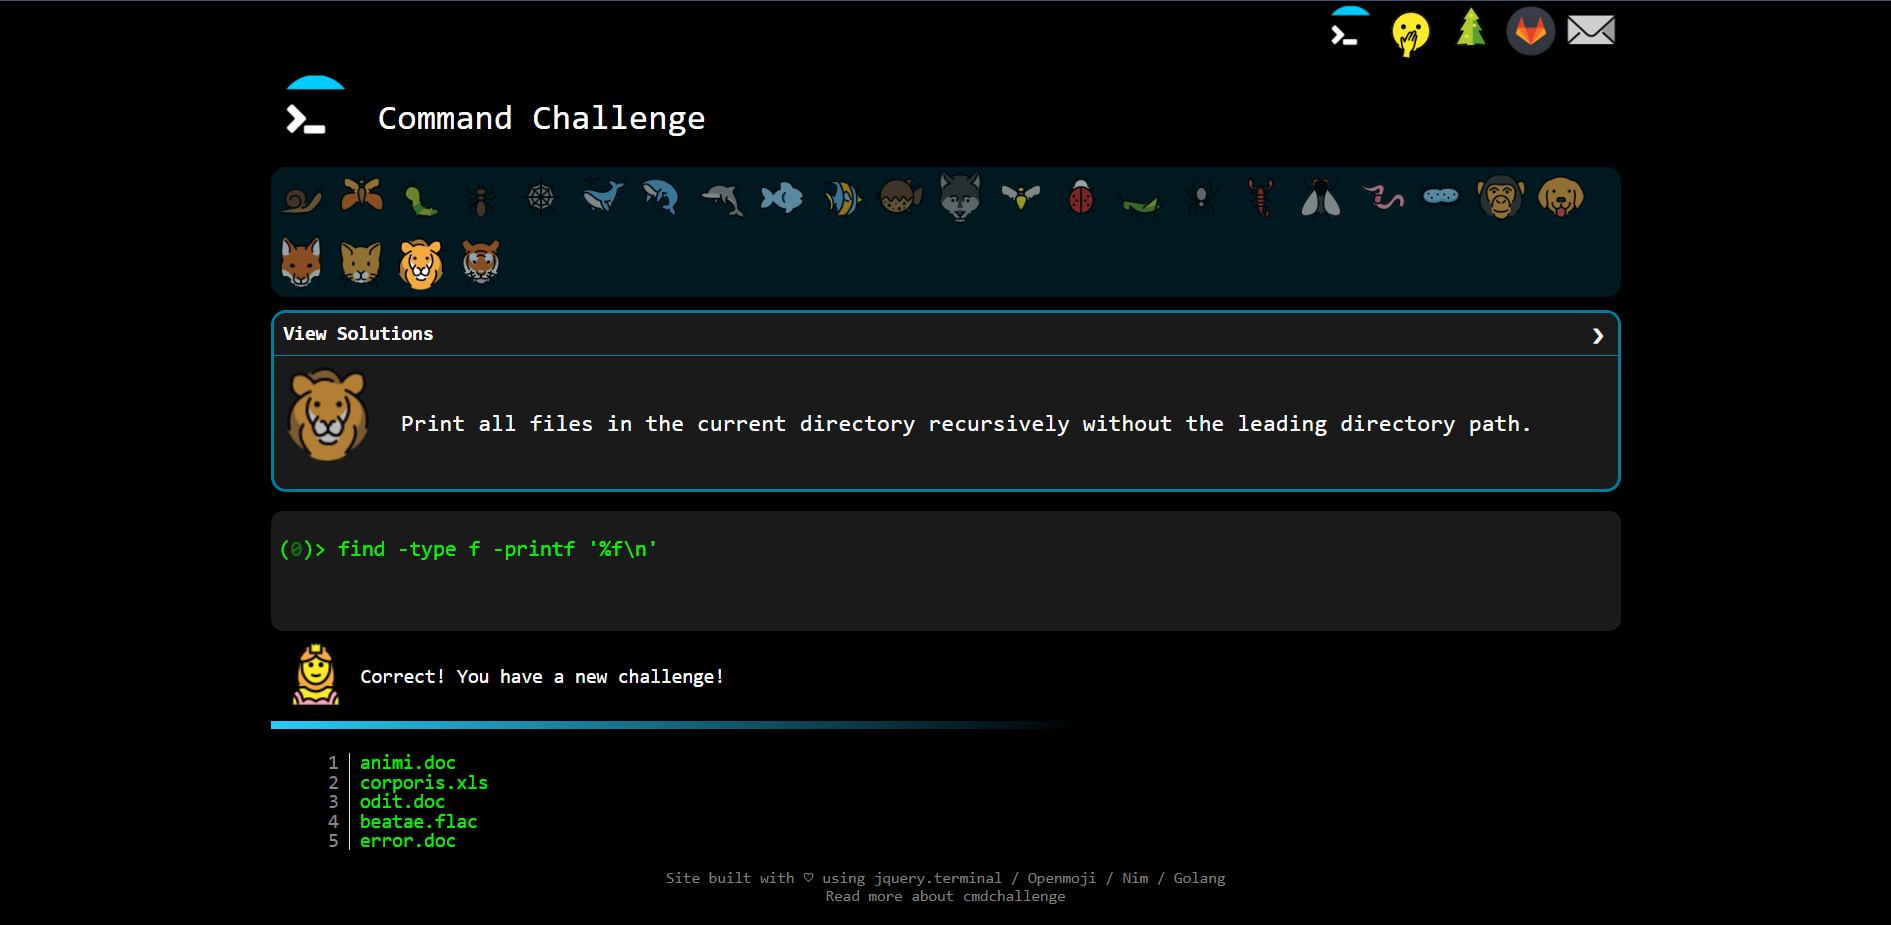 Command Challenge
View Solutions
Print all files in the current directory recursively without the leading directory path.
(0)> find -type f -printf '%f\n'
Correct! You have a new challenge!
1 animi.doc
2 corporis.xls
3 odit.doc
4 beatae.flac
5 error.doc
Site built with ♡ using jquery.terminal / Openmoji / Nim / Golang
Read more about cmdchallenge